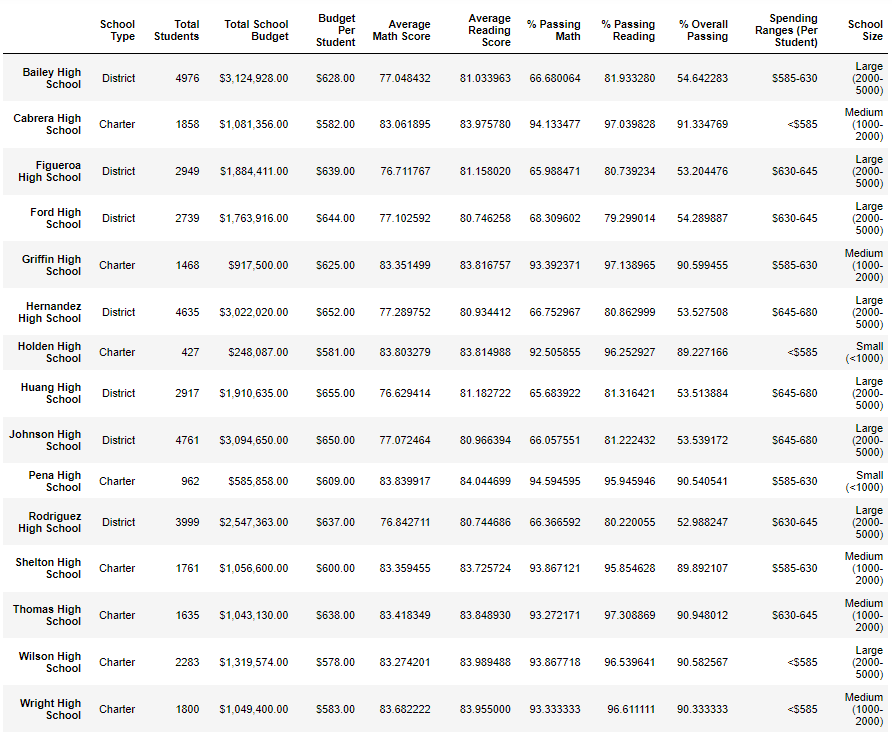 School Type Total Students Total School Budget Budget Per Student Average Math Score Average Reading Score % Passing Math % Passing Reading % Overall Passing Spending Ranges (Per Student) School Size
Bailey High School District 4976 $3,124,928.00 $628.00 77.048432 81.033963 66.680064 81.933280 54.642283 $585-630 Large (2000-5000)
Cabrera High School Charter 1858 $1,081,356.00 $582.00 83.061895 83.975780 94.133477 97.039828 91.334769 <$585 Medium (1000-2000)
Figueroa High School District 2949 $1,884,411.00 $639.00 76.711767 81.158020 65.988471 80.739234 53.204476 $630-645 Large (2000-5000)
Ford High School District 2739 $1,763,916.00 $644.00 77.102592 80.746258 68.309602 79.299014 54.289887 $630-645 Large (2000-5000)
Griffin High School Charter 1468 $917,500.00 $625.00 83.351499 83.816757 93.392371 97.138965 90.599455 $585-630 Medium (1000-2000)
Hernandez High School District 4635 $3,022,020.00 $652.00 77.289752 80.934412 66.752967 80.862999 53.527508 $645-680 Large (2000-5000)
Holden High School Charter 427 $248,087.00 $581.00 83.803279 83.814988 92.505855 96.252927 89.227166 <$585 Small (<1000)
Huang High School District 2917 $1,910,635.00 $655.00 76.629414 81.182722 65.683922 81.316421 53.513884 $645-680 Large (2000-5000)
Johnson High School District 4761 $3,094,650.00 $650.00 77.072464 80.966394 66.057551 81.222432 53.539172 $645-680 Large (2000-5000)
Pena High School Charter 962 $585,858.00 $609.00 83.839917 84.044699 94.594595 95.945946 90.540541 $585-630 Small (<1000)
Rodriguez High School District 3999 $2,547,363.00 $637.00 76.842711 80.744686 66.366592 80.220055 52.988247 $630-645 Large (2000-5000)
Shelton High School Charter 1761 $1,056,600.00 $600.00 83.359455 83.725724 93.867121 95.854628 89.892107 $585-630 Medium (1000-2000)
Thomas High School Charter 1635 $1,043,130.00 $638.00 83.418349 83.848930 93.272171 97.308869 90.948012 $630-645 Medium (1000-2000)
Wilson High School Charter 2283 $1,319,574.00 $578.00 83.274201 83.989488 93.867718 96.539641 90.582567 <$585 Large (2000-5000)
Wright High School Charter 1800 $1,049,400.00 $583.00 83.682222 83.955000 93.333333 96.611111 90.333333 <$585 Medium (1000-2000)